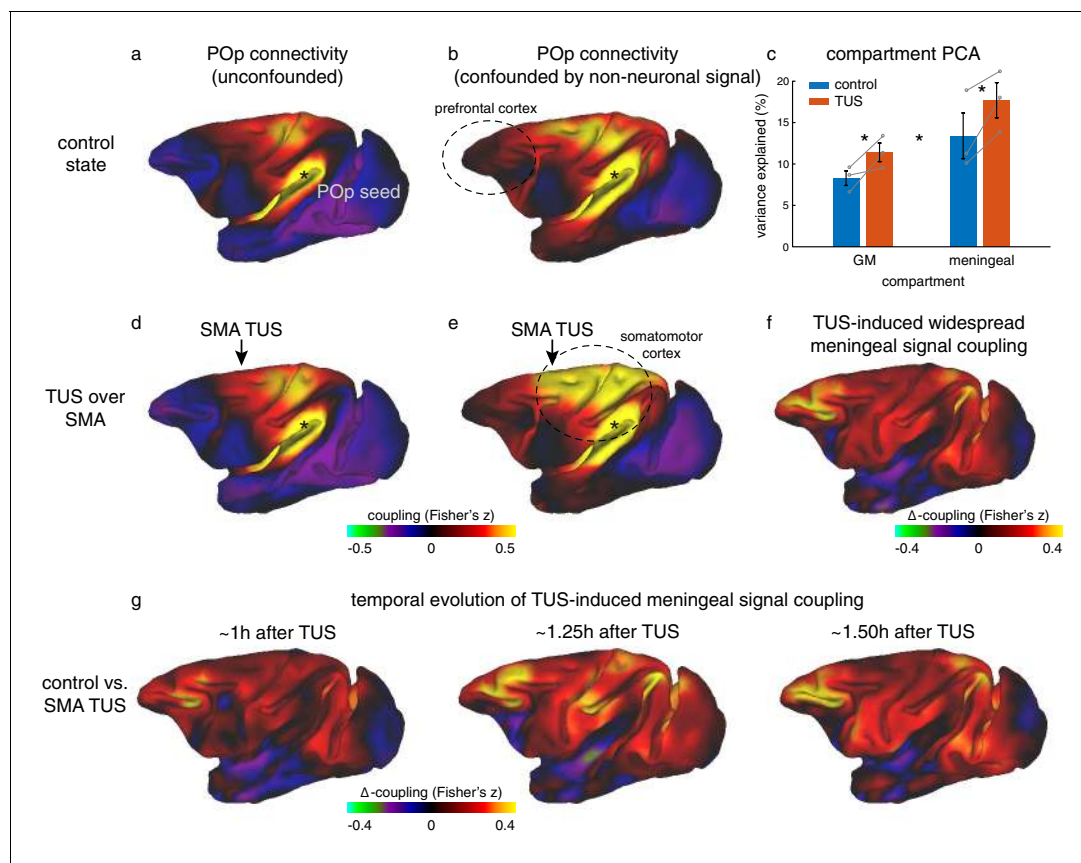 a
POp connectivity
(unconfounded)
b
POp connectivity
(confounded by non-neuronal signal)
c
compartment PCA
control
state
*
POp seed
prefrontal cortex
*
control
TUS
variance explained (%)
20
15
10
5
0
*
*
*
GM
meningeal
compartment
d
SMA TUS
e
SMA TUS
somatomotor
cortex
f
TUS-induced widespread
meningeal signal coupling
TUS over
SMA
*
*
coupling (Fisher's z)
-0.5
0
0.5
Δ-coupling (Fisher's z)
-0.4
0
0.4
g
temporal evolution of TUS-induced meningeal signal coupling
~1h after TUS
~1.25h after TUS
~1.50h after TUS
control vs.
SMA TUS
Δ-coupling (Fisher's z)
-0.4
0
0.4